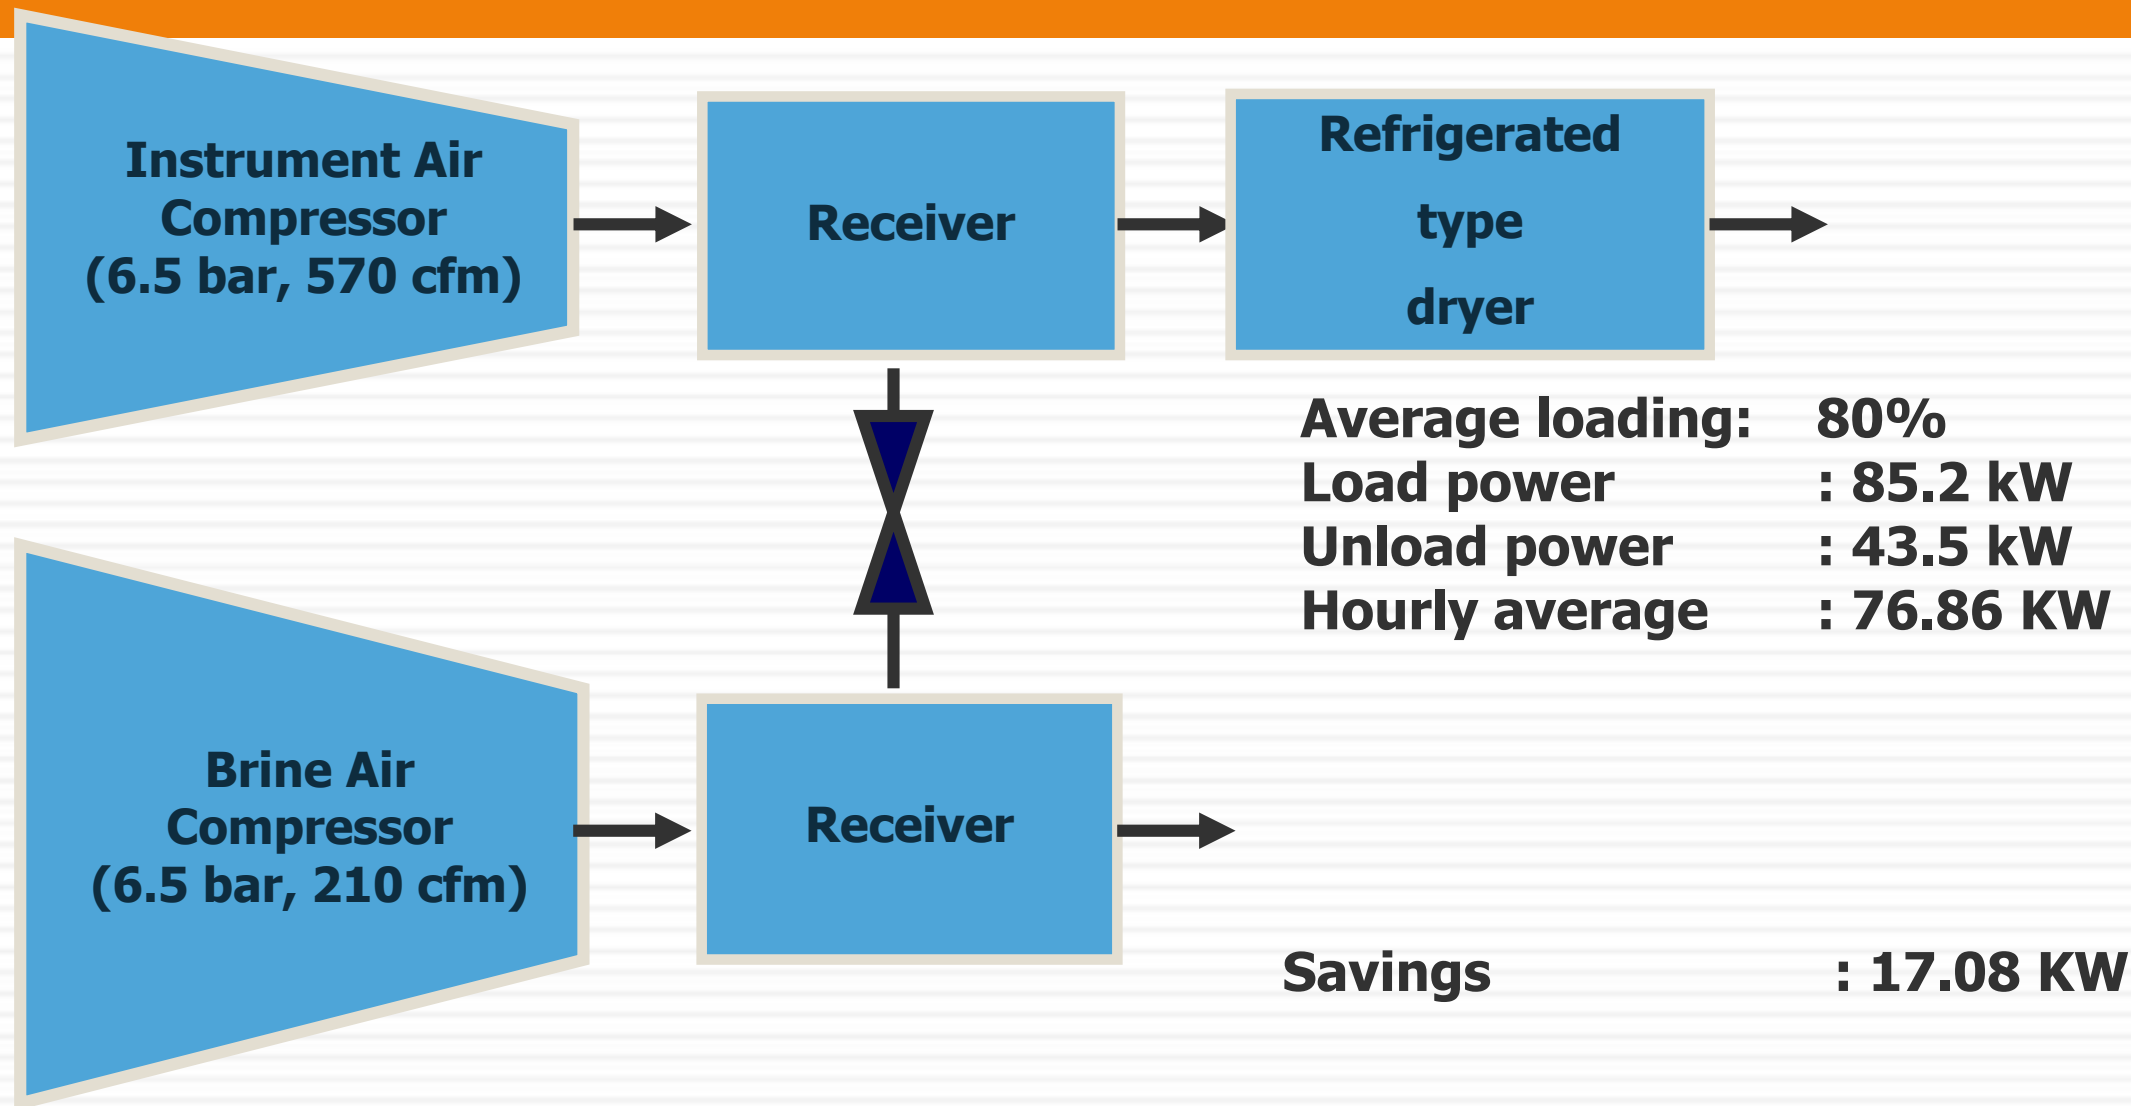 Instrument Air
Compressor
(6.5 bar, 570 cfm)
Receiver
Refrigerated
type
dryer
Average loading: 80%
Load power : 85.2 kW
Unload power : 43.5 kW
Hourly average : 76.86 KW
Brine Air
Compressor
(6.5 bar, 210 cfm)
Receiver
Savings : 17.08 KW